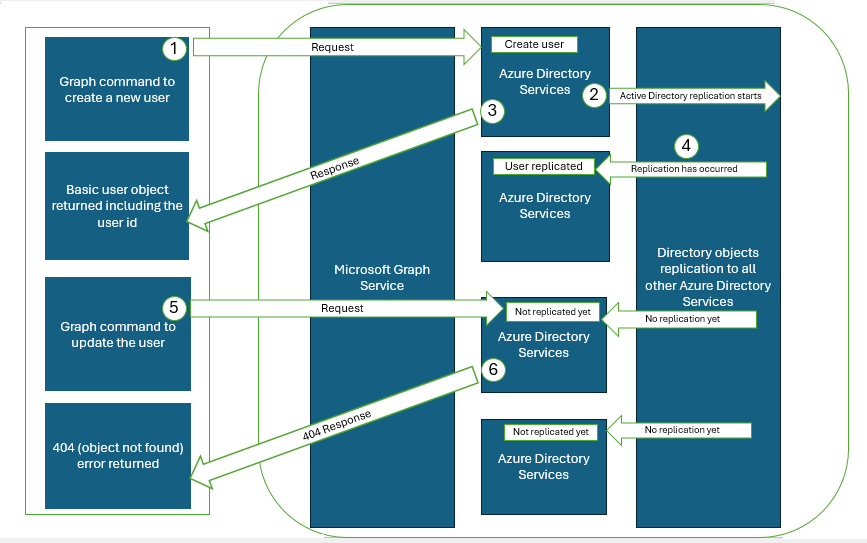 1
Graph command to
create a new user
Request
Create user
Azure Directory
Services
2
Active Directory replication starts
3
Response
Basic user object
returned including the
user id
User replicated
Azure Directory
Services
4
Replication has occurred
Microsoft Graph
Service
Directory objects
replication to all
other Azure Directory
Services
5
Graph command to
update the user
Request
Not replicated yet
Azure Directory
Services
No replication yet
6
404 Response
404 (object not found)
error returned
Not replicated yet
Azure Directory
Services
No replication yet